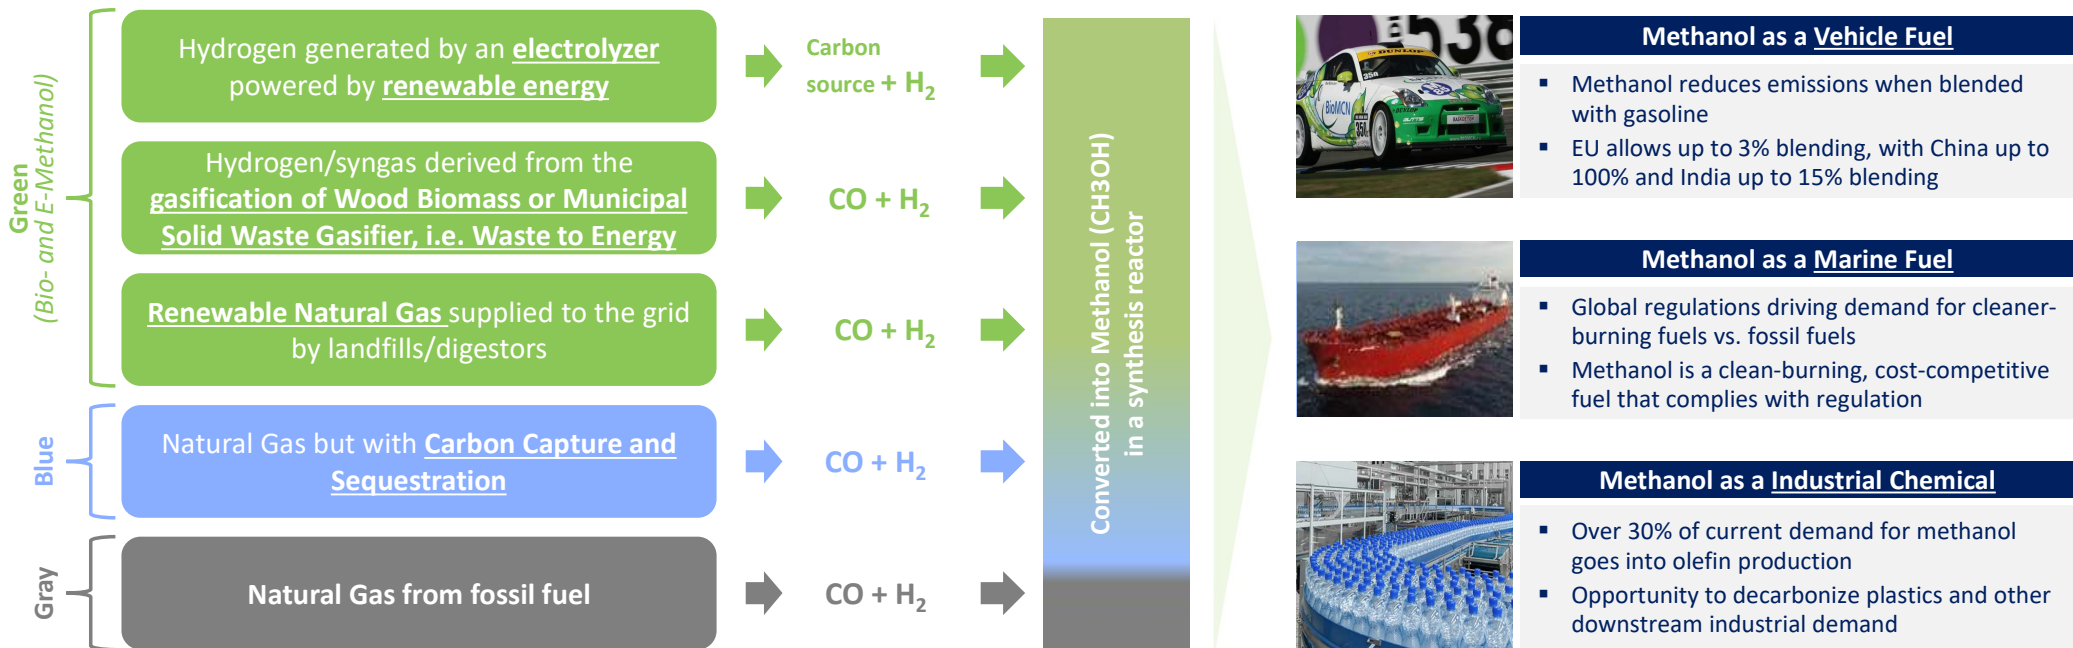 Green
(Bio- and E-Methanol)
Hydrogen generated by an electrolyzer
powered by renewable energy
Carbon
source + H₂
Hydrogen/syngas derived from the
gasification of Wood Biomass or Municipal
Solid Waste Gasifier, i.e. Waste to Energy
CO + H₂
Renewable Natural Gas supplied to the grid
by landfills/digestors
CO + H₂
Blue
Natural Gas but with Carbon Capture and
Sequestration
CO + H₂
Gray
Natural Gas from fossil fuel
CO + H₂
Converted into Methanol (CH3OH)
in a synthesis reactor
538
DUNLOP
35a
BioMCN
350
Methanol as a Vehicle Fuel
▪ Methanol reduces emissions when blended
with gasoline
▪ EU allows up to 3% blending, with China up to
100% and India up to 15% blending
Methanol as a Marine Fuel
▪ Global regulations driving demand for cleaner-
burning fuels vs. fossil fuels
▪ Methanol is a clean-burning, cost-competitive
fuel that complies with regulation
Methanol as a Industrial Chemical
▪ Over 30% of current demand for methanol
goes into olefin production
▪ Opportunity to decarbonize plastics and other
downstream industrial demand